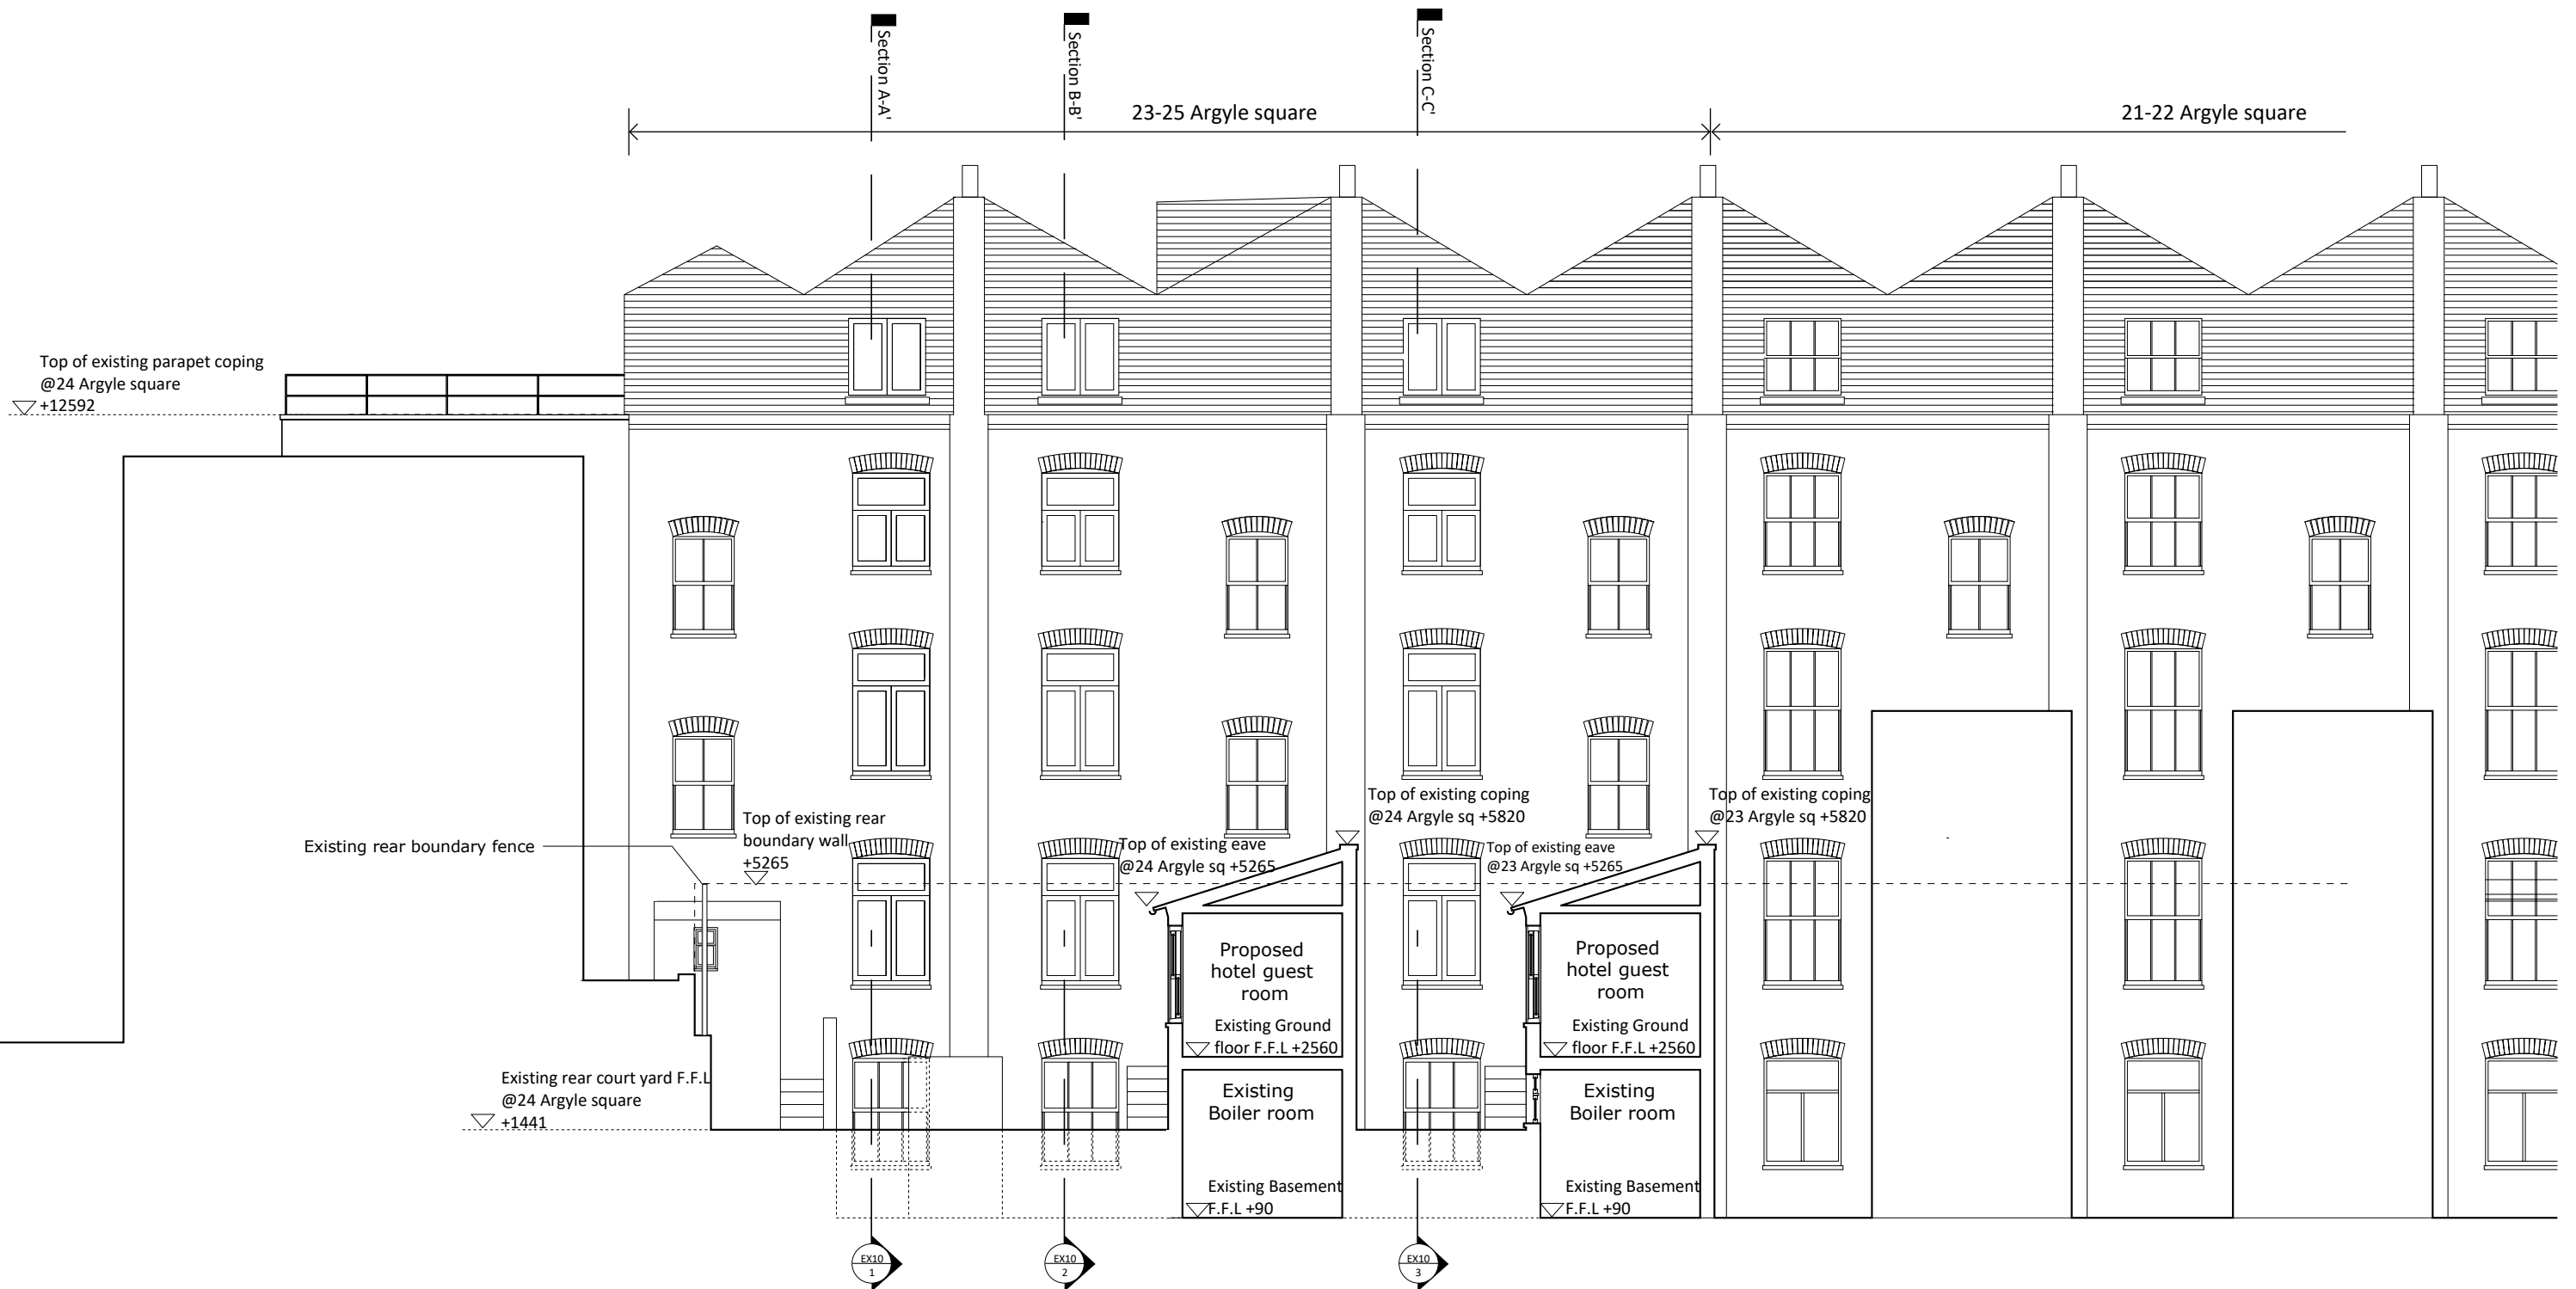 Section A-A'
Section B-B'
Section C-C'
23-25 Argyle square
21-22 Argyle square
Top of existing parapet coping
@24 Argyle square
+12592
Existing rear boundary fence
Top of existing rear
boundary wall
+5265
Top of existing eave
@24 Argyle sq +5265
Top of existing coping
@24 Argyle sq +5820
Top of existing eave
@23 Argyle sq +5265
Top of existing coping
@23 Argyle sq +5820
Proposed
hotel guest
room
Existing Ground
floor F.F.L +2560
Proposed
hotel guest
room
Existing Ground
floor F.F.L +2560
Existing rear court yard F.F.L
@24 Argyle square
+1441
Existing
Boiler room
Existing Basement
F.F.L +90
Existing
Boiler room
Existing Basement
F.F.L +90
EX10
1
EX10
2
EX10
3